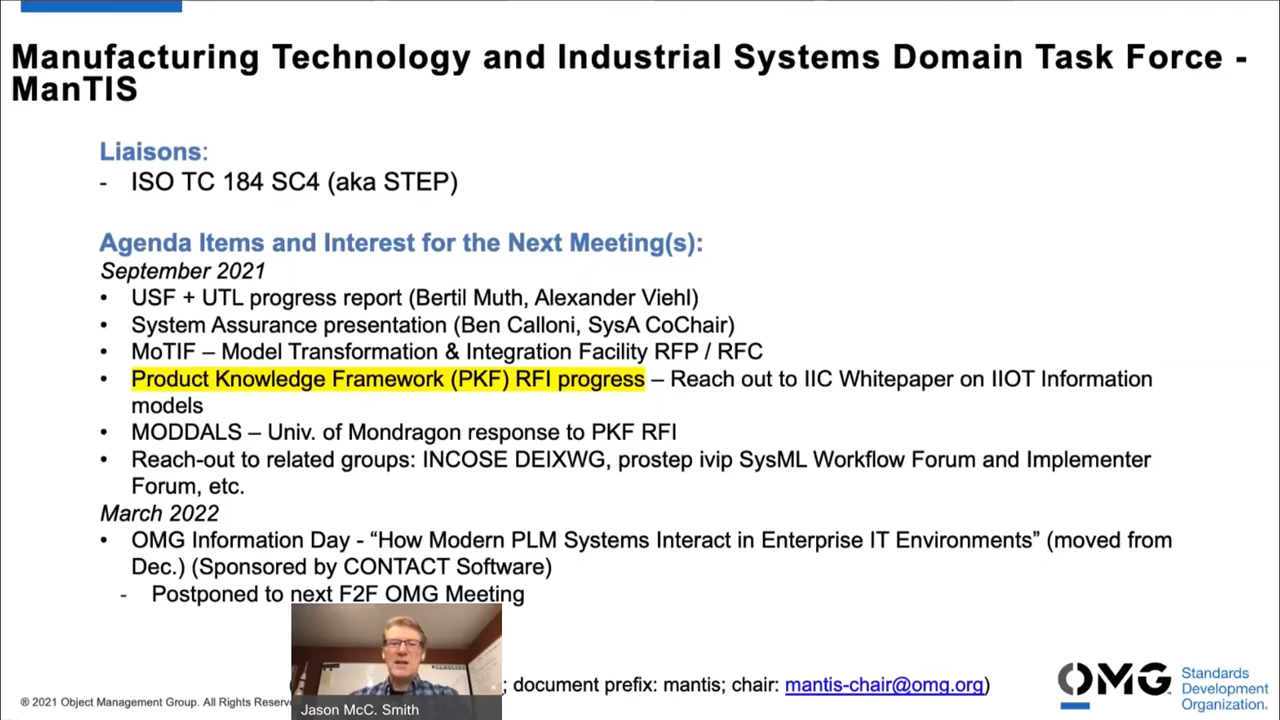 Manufacturing Technology and Industrial Systems Domain Task Force -
ManTIS
Liaisons:
- ISO TC 184 SC4 (aka STEP)
Agenda Items and Interest for the Next Meeting(s):
September 2021
• USF + UTL progress report (Bertil Muth, Alexander Viehl)
• System Assurance presentation (Ben Calloni, SysA CoChair)
• MoTIF – Model Transformation & Integration Facility RFP / RFC
• Product Knowledge Framework (PKF) RFI progress – Reach out to IIC Whitepaper on IIOT Information
models
• MODDALS – Univ. of Mondragon response to PKF RFI
• Reach-out to related groups: INCOSE DEIXWG, prostep ivip SysML Workflow Forum and Implementer
Forum, etc.
March 2022
• OMG Information Day - “How Modern PLM Systems Interact in Enterprise IT Environments” (moved from
Dec.) (Sponsored by CONTACT Software)
- Postponed to next F2F OMG Meeting
; document prefix: mantis; chair: mantis-chair@omg.org)
® 2021 Object Management Group. All Rights
Jason McC. Smith
OMG
Standards
Development
Organization.